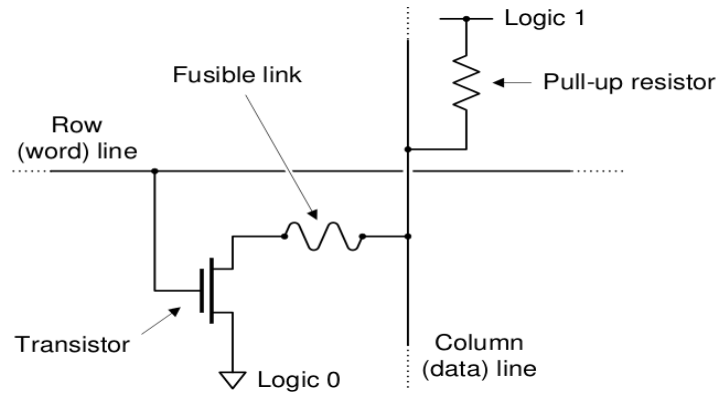 Logic 1
Fusible link
Pull-up resistor
Row
(word) line
Transistor
Column
(data) line
Logic 0